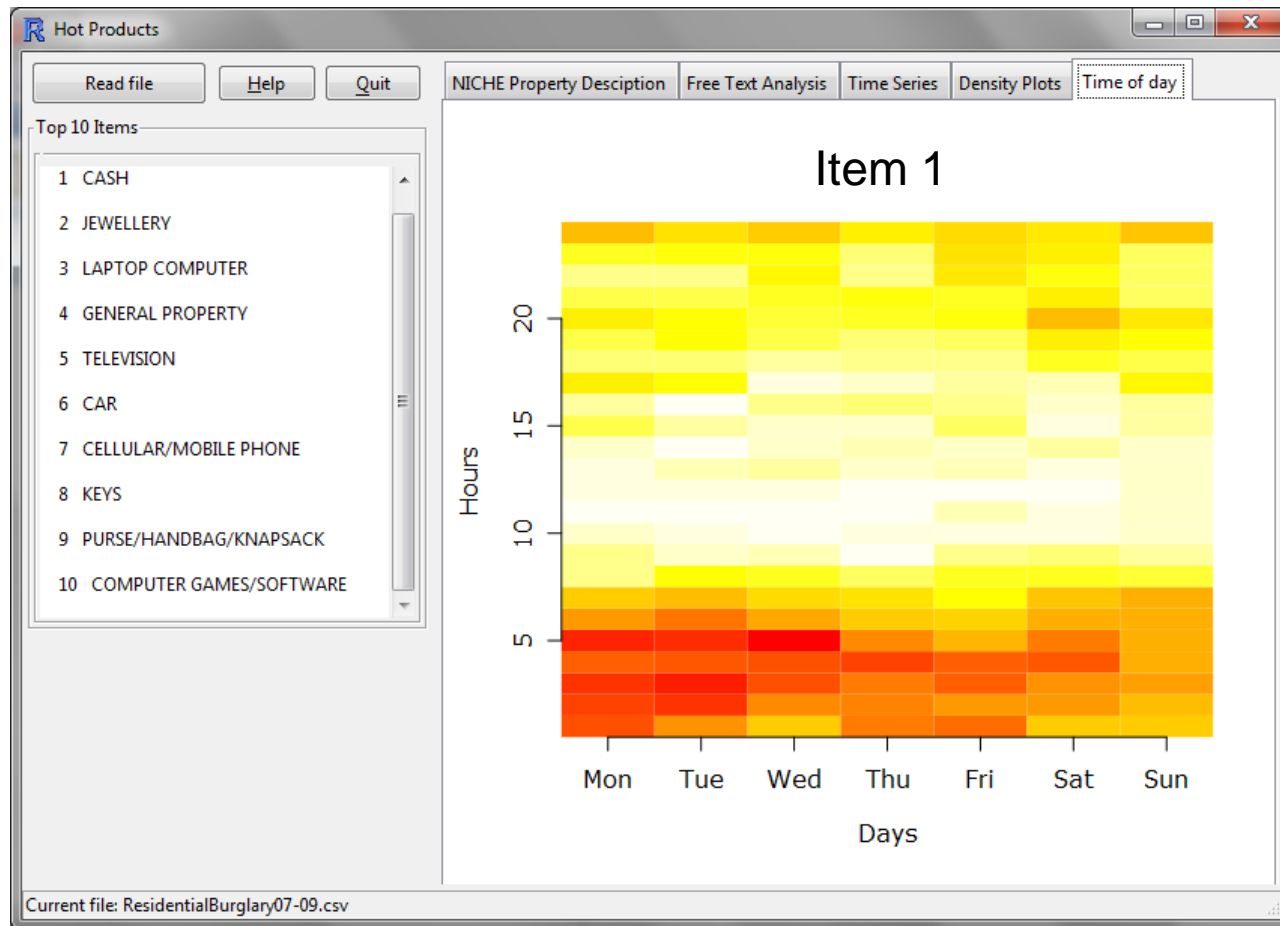 Hot Products
Read file
Help
Quit
Top 10 Items
1 CASH
2 JEWELLERY
3 LAPTOP COMPUTER
4 GENERAL PROPERTY
5 TELEVISION
6 CAR
7 CELLULAR/MOBILE PHONE
8 KEYS
9 PURSE/HANDBAG/KNAPSACK
10 COMPUTER GAMES/SOFTWARE
NICHE Property Desciption
Free Text Analysis
Time Series
Density Plots
Time of day
Item 1
Hours
20
15
10
5
Mon Tue Wed Thu Fri Sat Sun
Days
Current file: ResidentialBurglary07-09.csv